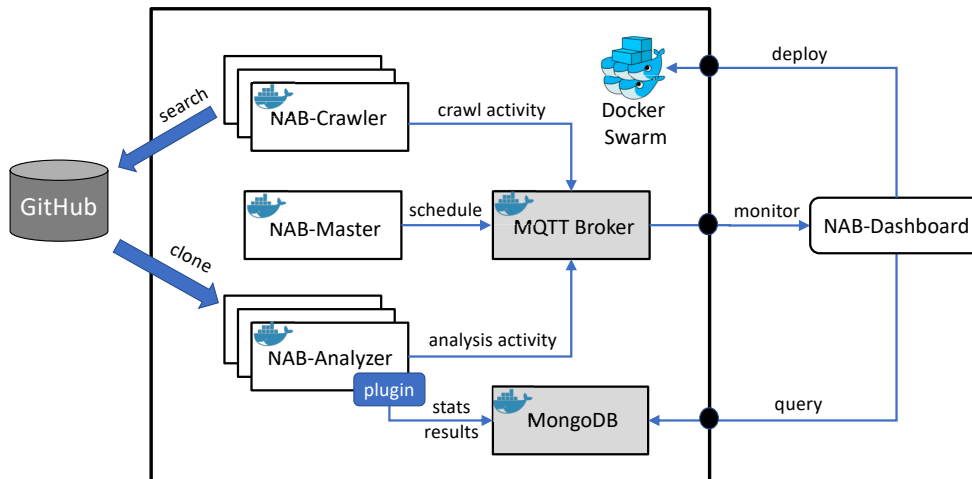 deploy
search
NAB-Crawler
crawl activity
Docker
Swarm
GitHub
NAB-Master
schedule
MQTT Broker
monitor
NAB-Dashboard
clone
NAB-Analyzer
analysis activity
plugin
stats
results
MongoDB
query